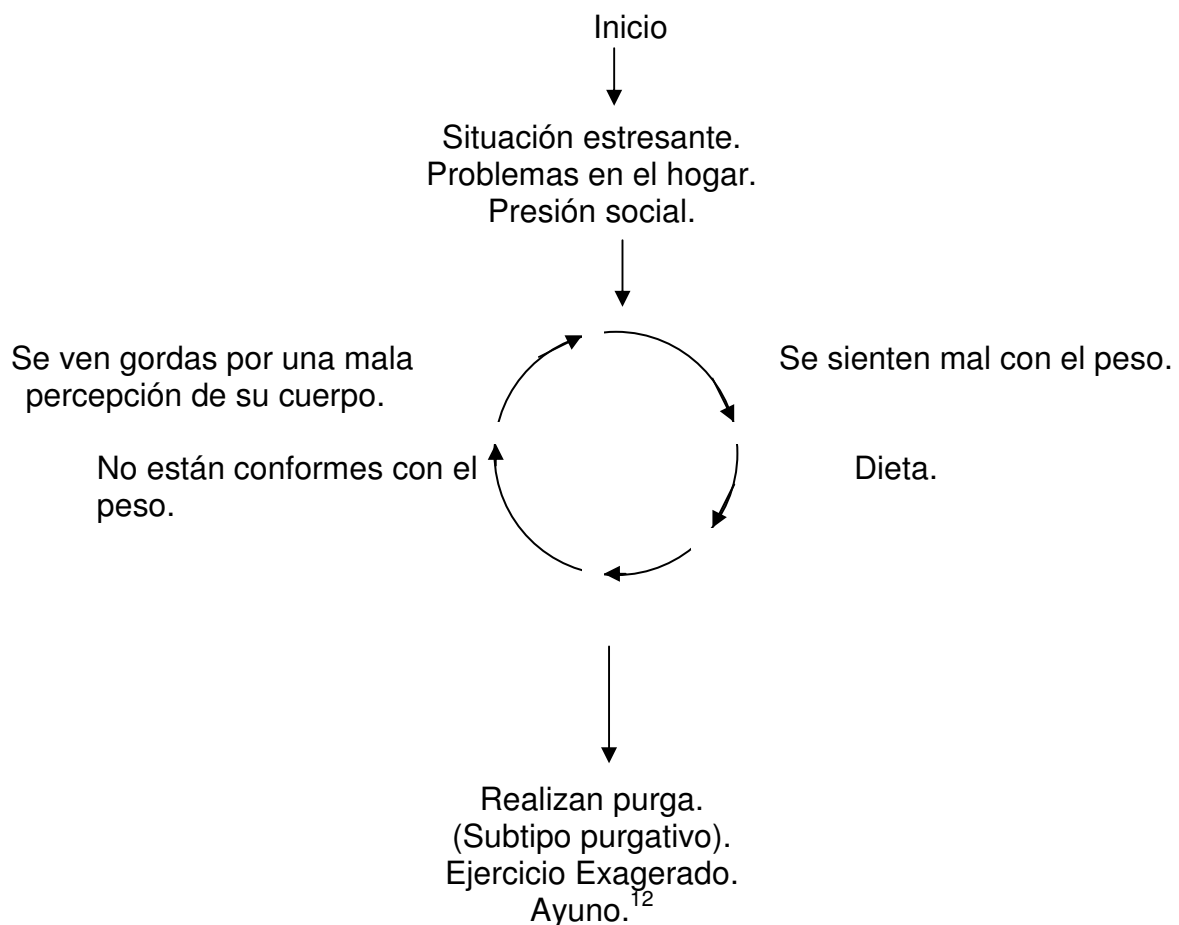 Inicio
Situación estresante.
Problemas en el hogar.
Presión social.
Se ven gordas por una mala
percepción de su cuerpo.
Se sienten mal con el peso.
No están conformes con el
peso.
Dieta.
Realizan purga.
(Subtipo purgativo).
Ejercicio Exagerado.
Ayuno.12